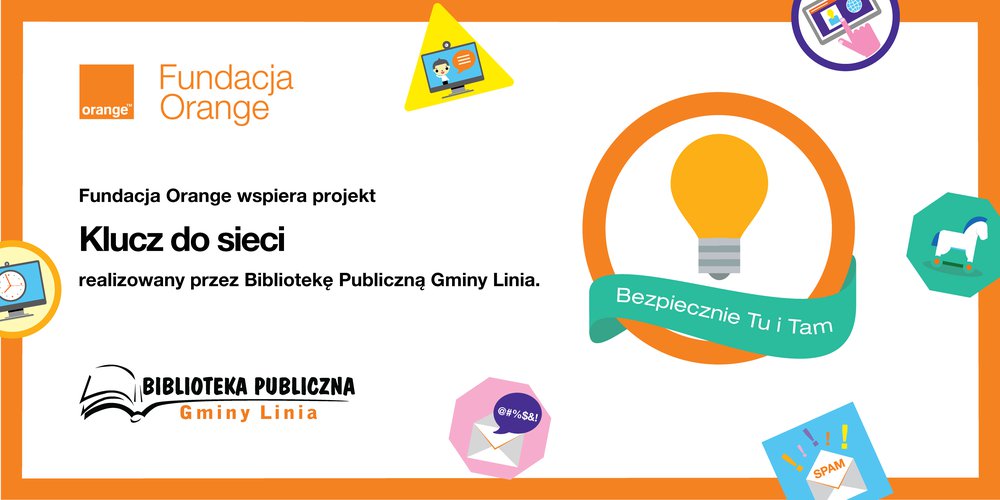 orange™
Fundacja
Orange
Fundacja Orange wspiera projekt
Klucz do sieci
realizowany przez Bibliotekę Publiczną Gminy Linia.
BIBLIOTEKA PUBLICZNA
Gminy Linia
Bezpiecznie Tu i Tam
@#%$&!
SPAM